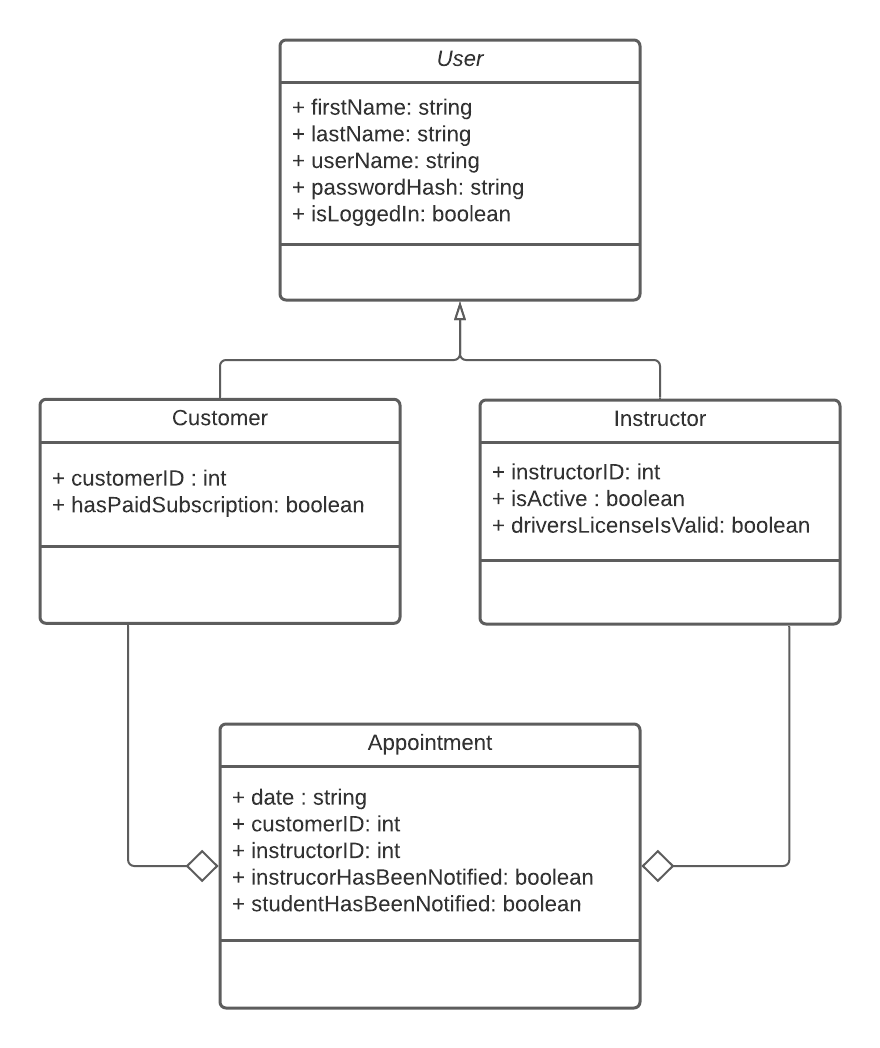 User
+ firstName: string
+ lastName: string
+ userName: string
+ passwordHash: string
+ isLoggedIn: boolean
Customer
+ customerID : int
+ hasPaidSubscription: boolean
Instructor
+ instructorID: int
+ isActive : boolean
+ driversLicenseIsValid: boolean
Appointment
+ date : string
+ customerID: int
+ instructorID: int
+ instrucorHasBeenNotified: boolean
+ studentHasBeenNotified: boolean